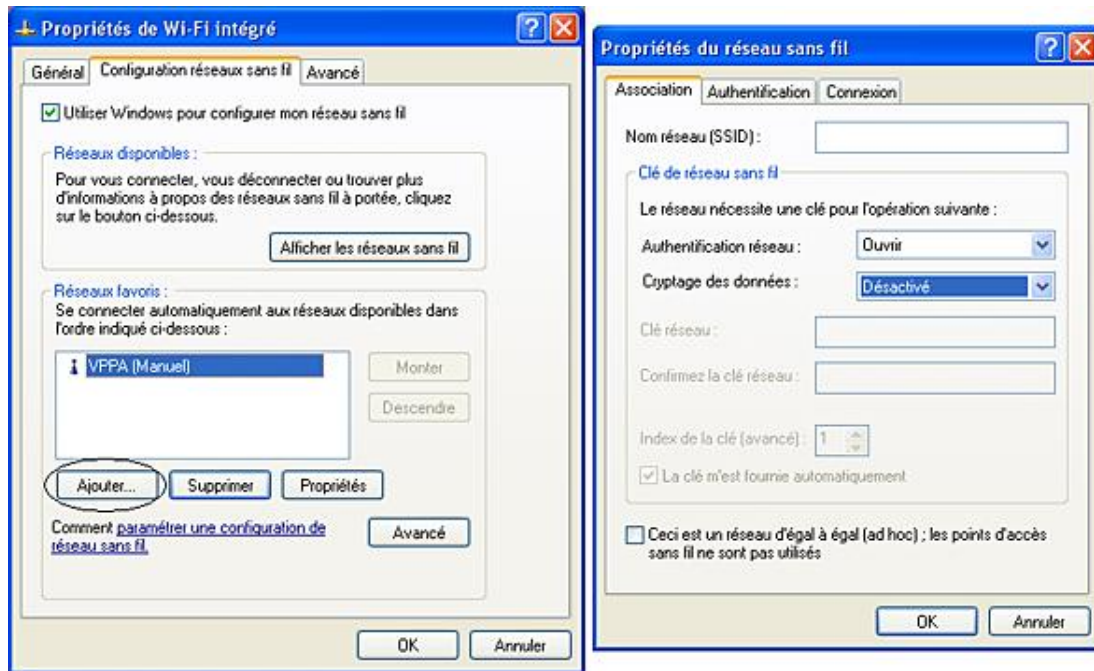 Propriétés de Wi-Fi intégré
Général
Configuration réseaux sans fil
Avancé
Utiliser Windows pour configurer mon réseau sans fil
Réseaux disponibles :
Pour vous connecter, vous déconnecter ou trouver plus
d'informations à propos des réseaux sans fil à portée, cliquez
sur le bouton ci-dessous.
Afficher les réseaux sans fil
Réseaux favoris :
Se connecter automatiquement aux réseaux disponibles dans
l'ordre indiqué ci-dessous :
VPPA (Manuel)
Monter
Descendre
Ajouter...
Supprimer
Propriétés
Comment paramétrer une configuration de
réseau sans fil.
Avancé
OK
Annuler
Propriétés du réseau sans fil
Association
Authentification
Connexion
Nom réseau (SSID) :
Clé de réseau sans fil
Le réseau nécessite une clé pour l'opération suivante :
Authentification réseau :
Ouvrir
Cryptage des données :
Désactivé
Clé réseau :
Confirmez la clé réseau :
Index de la clé (avancé) :
1
La clé m'est fournie automatiquement
Ceci est un réseau d'égal à égal (ad hoc) ; les points d'accès
sans fil ne sont pas utilisés
OK
Annuler